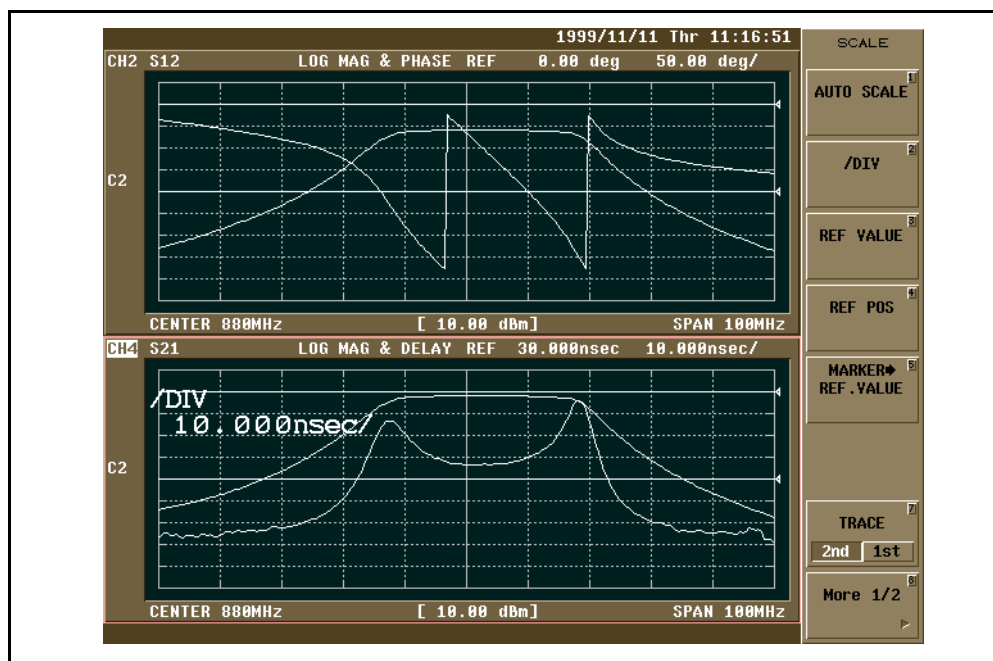 1999/11/11 Thr 11:16:51
CH2 S12 LOG MAG & PHASE REF 0.00 deg 50.00 deg/
C2
CENTER 880MHz [ 10.00 dBm] SPAN 100MHz
CH4 S21 LOG MAG & DELAY REF 30.000nsec 10.000nsec/
/DIV
10.000nsec/
C2
CENTER 880MHz [ 10.00 dBm] SPAN 100MHz
SCALE
1
AUTO SCALE
2
/DIV
3
REF VALUE
4
REF POS
5
MARKER➧
REF.VALUE
7
TRACE
2nd 1st
8
More 1/2